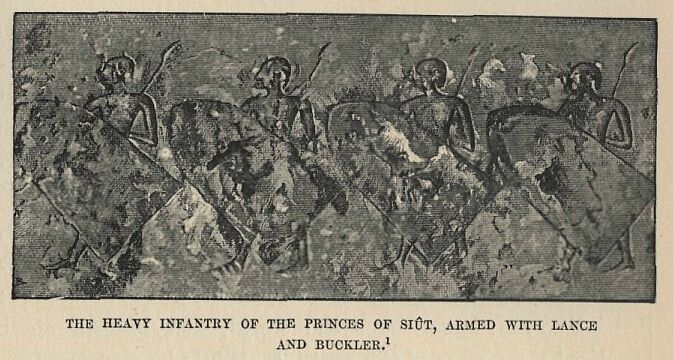 THE HEAVY INFANTRY OF THE PRINCES OF SIÛT, ARMED WITH LANCE
AND BUCKLER.¹